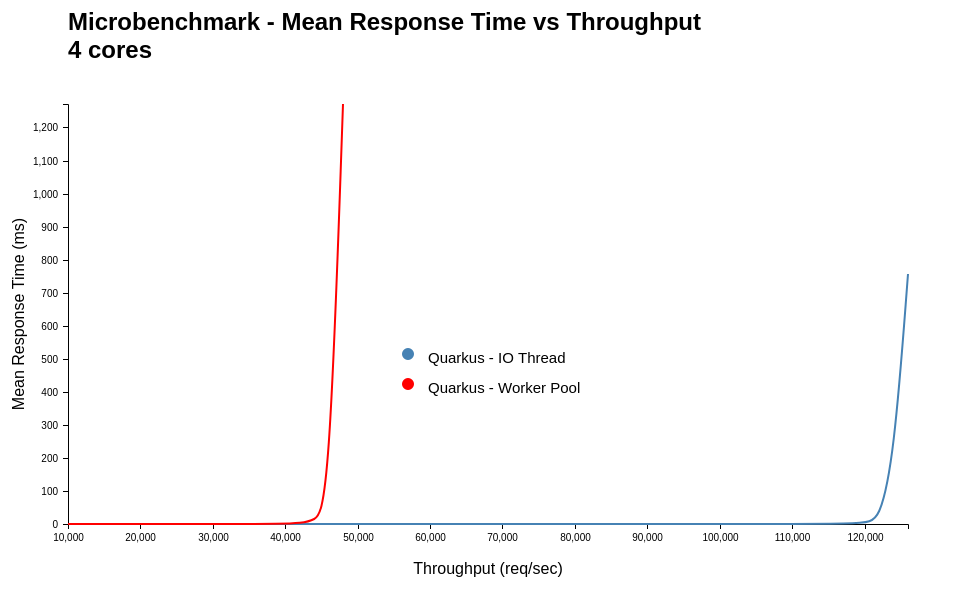 Microbenchmark - Mean Response Time vs Throughput
4 cores
1,200
1,100
1,000
900
800
700
600
500
400
300
200
100
0
Mean Response Time (ms)
Quarkus - IO Thread
Quarkus - Worker Pool
10,000 20,000 30,000 40,000 50,000 60,000 70,000 80,000 90,000 100,000 110,000 120,000
Throughput (req/sec)